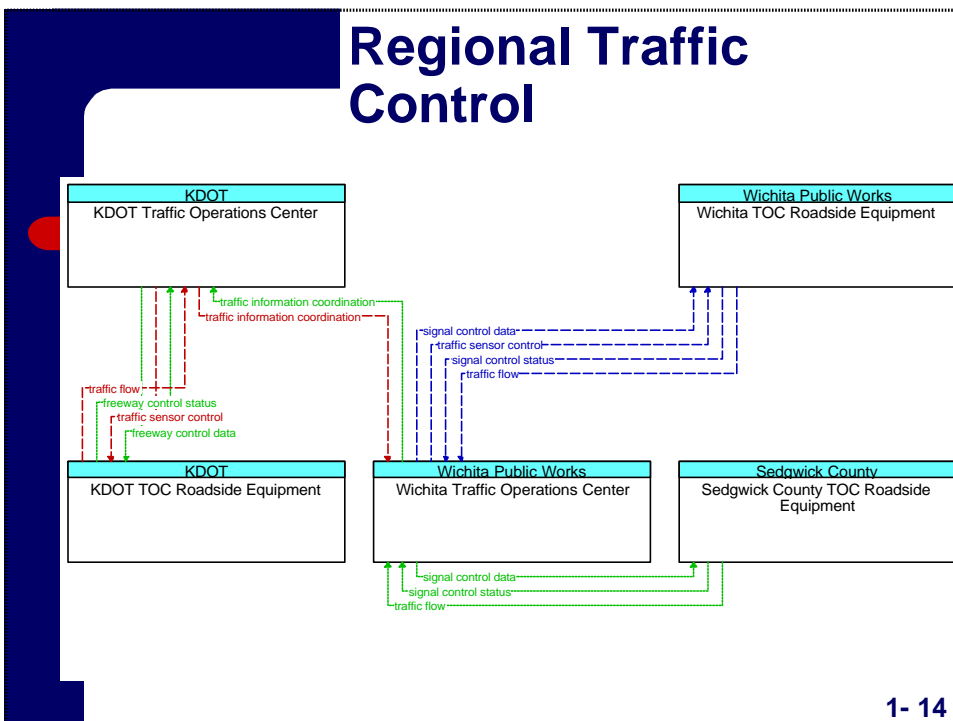 Regional Traffic
Control
KDOT
KDOT Traffic Operations Center
Wichita Public Works
Wichita TOC Roadside Equipment
traffic information coordination
traffic information coordination
signal control data
traffic sensor control
signal control status
traffic flow
traffic flow
freeway control status
traffic sensor control
freeway control data
KDOT
KDOT TOC Roadside Equipment
Wichita Public Works
Wichita Traffic Operations Center
Sedgwick County
Sedgwick County TOC Roadside
Equipment
signal control data
signal control status
traffic flow
1- 14